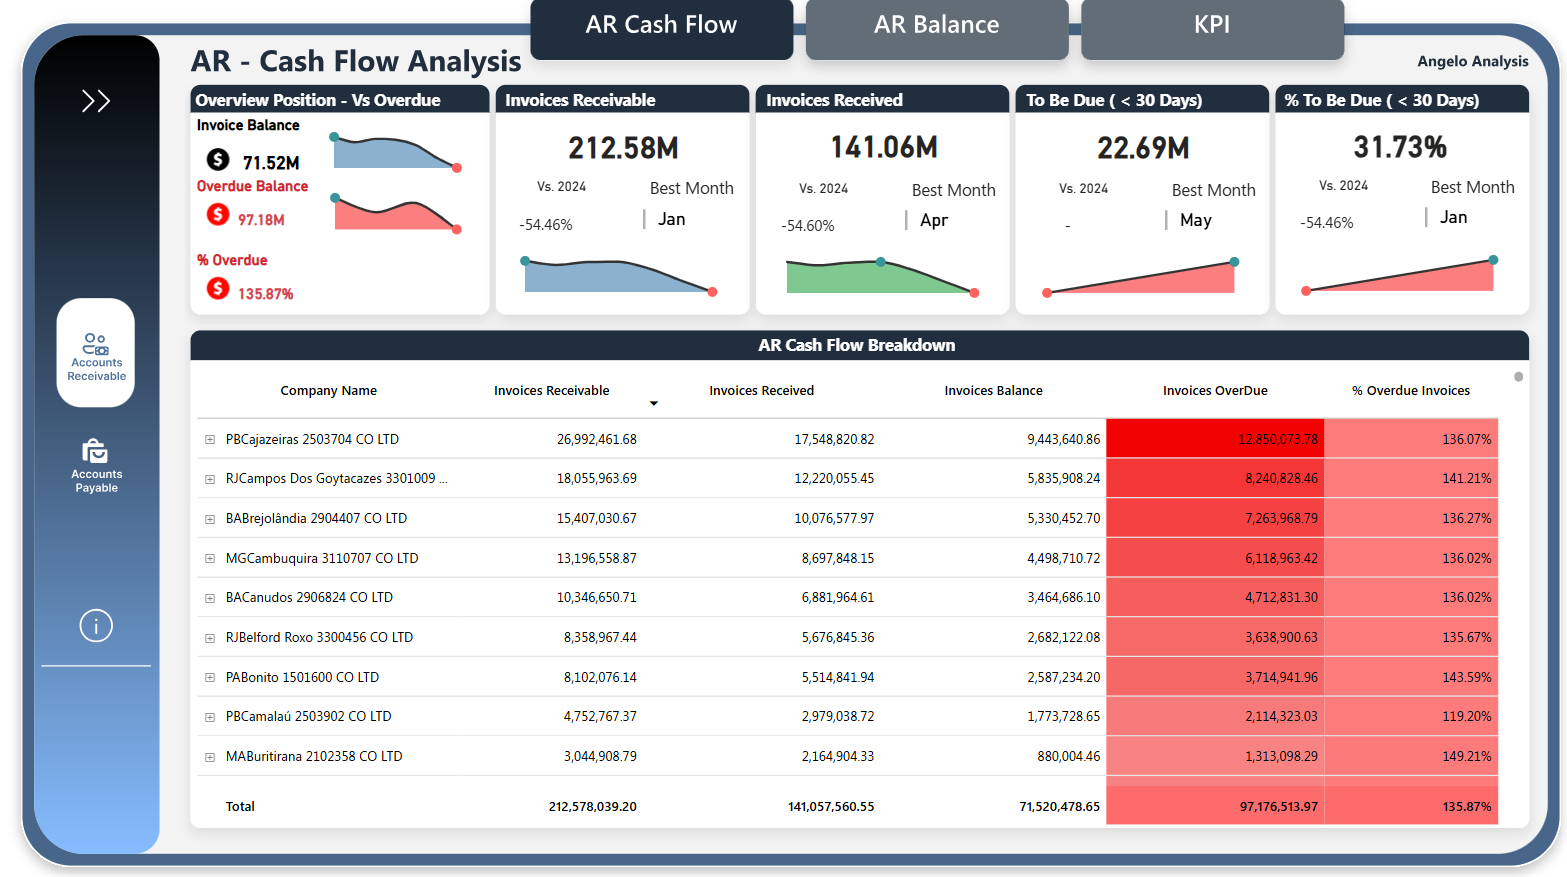 AR Cash Flow
AR Balance
KPI
AR - Cash Flow Analysis
Angelo Analysis
Overview Position - Vs Overdue
Invoice Balance
$ 71.52M
Overdue Balance
$ 97.18M
% Overdue
$ 135.87%
Invoices Receivable
212.58M
Vs. 2024 Best Month
-54.46% Jan
Invoices Received
141.06M
Vs. 2024 Best Month
-54.60% Apr
To Be Due ( < 30 Days)
22.69M
Vs. 2024 Best Month
- May
% To Be Due ( < 30 Days)
31.73%
Vs. 2024 Best Month
-54.46% Jan
Accounts
Receivable
Accounts
Payable
i
AR Cash Flow Breakdown
Company Name Invoices Receivable Invoices Received Invoices Balance Invoices OverDue % Overdue Invoices
PBCajazeiras 2503704 CO LTD 26,992,461.68 17,548,820.82 9,443,640.86 12,850,073.78 136.07%
RJCampos Dos Goytacazes 3301009 ... 18,055,963.69 12,220,055.45 5,835,908.24 8,240,828.46 141.21%
BABrejolândia 2904407 CO LTD 15,407,030.67 10,076,577.97 5,330,452.70 7,263,968.79 136.27%
MGCambuquira 3110707 CO LTD 13,196,558.87 8,697,848.15 4,498,710.72 6,118,963.42 136.02%
BACanudos 2906824 CO LTD 10,346,650.71 6,881,964.61 3,464,686.10 4,712,831.30 136.02%
RJBelford Roxo 3300456 CO LTD 8,358,967.44 5,676,845.36 2,682,122.08 3,638,900.63 135.67%
PABonito 1501600 CO LTD 8,102,076.14 5,514,841.94 2,587,234.20 3,714,941.96 143.59%
PBCamalaú 2503902 CO LTD 4,752,767.37 2,979,038.72 1,773,728.65 2,114,323.03 119.20%
MABuritirana 2102358 CO LTD 3,044,908.79 2,164,904.33 880,004.46 1,313,098.29 149.21%
Total 212,578,039.20 141,057,560.55 71,520,478.65 97,176,513.97 135.87%